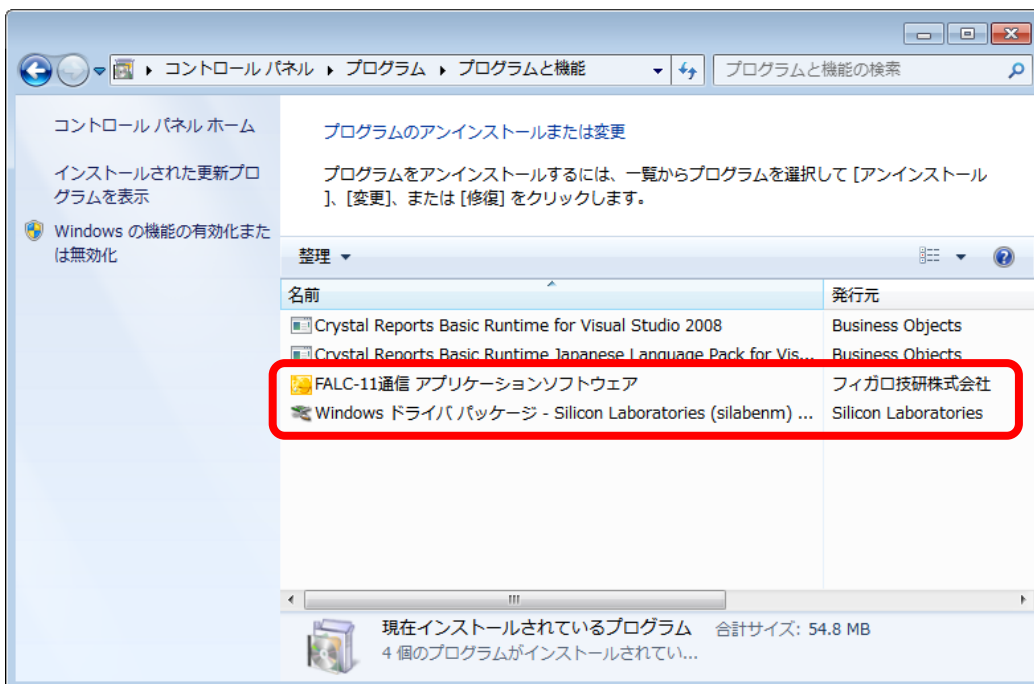 コントロール パネル ▸ プログラム ▸ プログラムと機能
プログラムと機能の検索
コントロール パネル ホーム
インストールされた更新プロ
グラムを表示
Windows の機能の有効化また
は無効化
プログラムのアンインストールまたは変更
プログラムをアンインストールするには、一覧からプログラムを選択して [アンインストール
]、[変更]、または [修復] をクリックします。
整理
名前 発行元
Crystal Reports Basic Runtime for Visual Studio 2008 Business Objects
Crystal Reports Basic Runtime Japanese Language Pack for Vis... Business Objects
FALC-11通信 アプリケーションソフトウェア フィガロ技研株式会社
Windows ドライバ パッケージ - Silicon Laboratories (silabenm) ... Silicon Laboratories
現在インストールされているプログラム 合計サイズ: 54.8 MB
4 個のプログラムがインストールされてい...